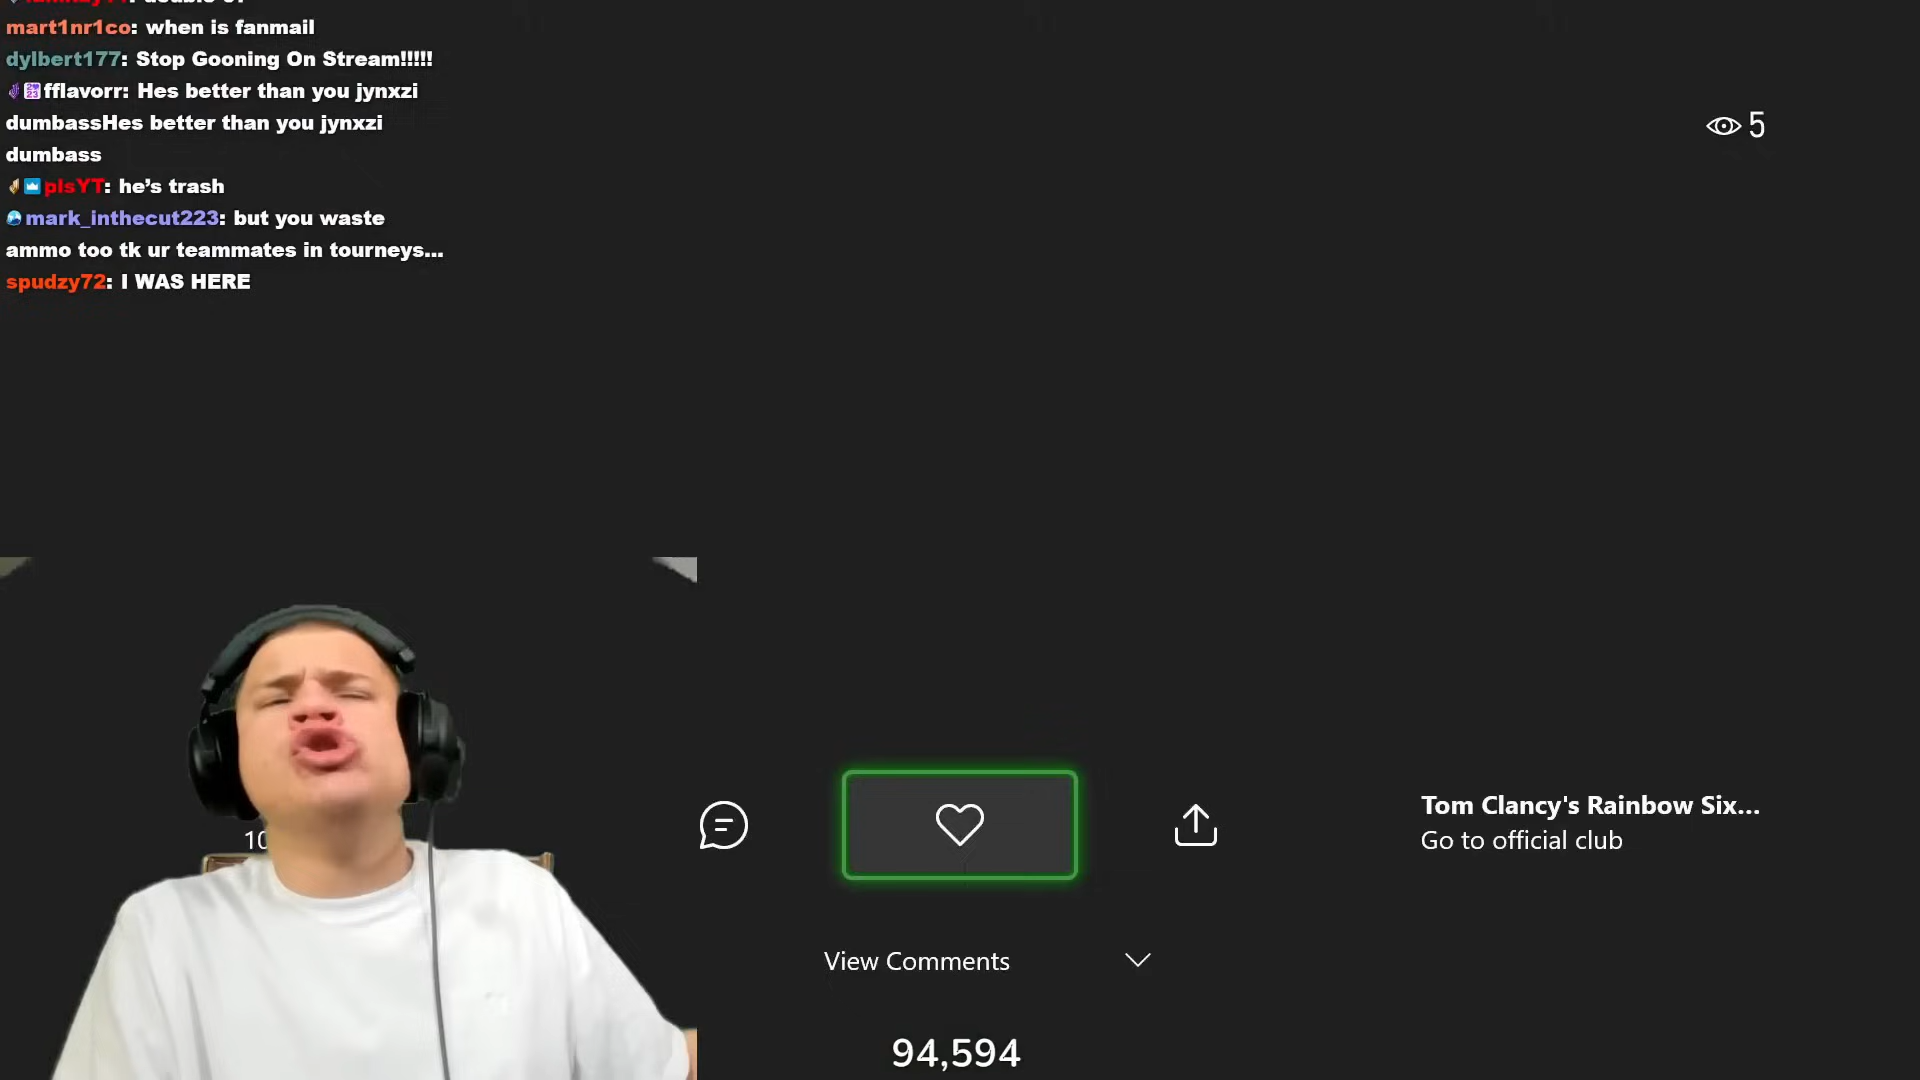 mart1nr1co: when is fanmail
dylbert177: Stop Gooning On Stream!!!!!
fflavorr: Hes better than you jynxzi
dumbassHes better than you jynxzi
dumbass
plsYT: he's trash
mark_inthecut223: but you waste
ammo too tk ur teammates in tourneys...
spudzy72: I WAS HERE
5
10
Tom Clancy's Rainbow Six...
Go to official club
View Comments
94,594